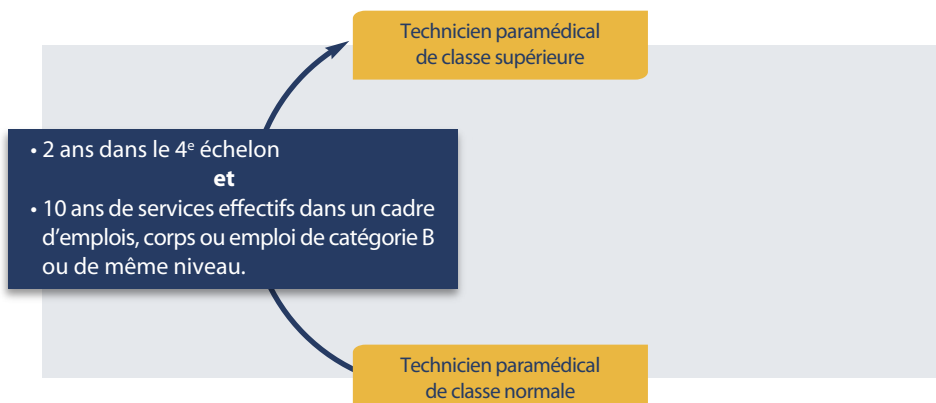 Technicien paramédical
de classe supérieure
• 2 ans dans le 4e échelon
et
• 10 ans de services effectifs dans un cadre
d'emplois, corps ou emploi de catégorie B
ou de même niveau.
Technicien paramédical
de classe normale